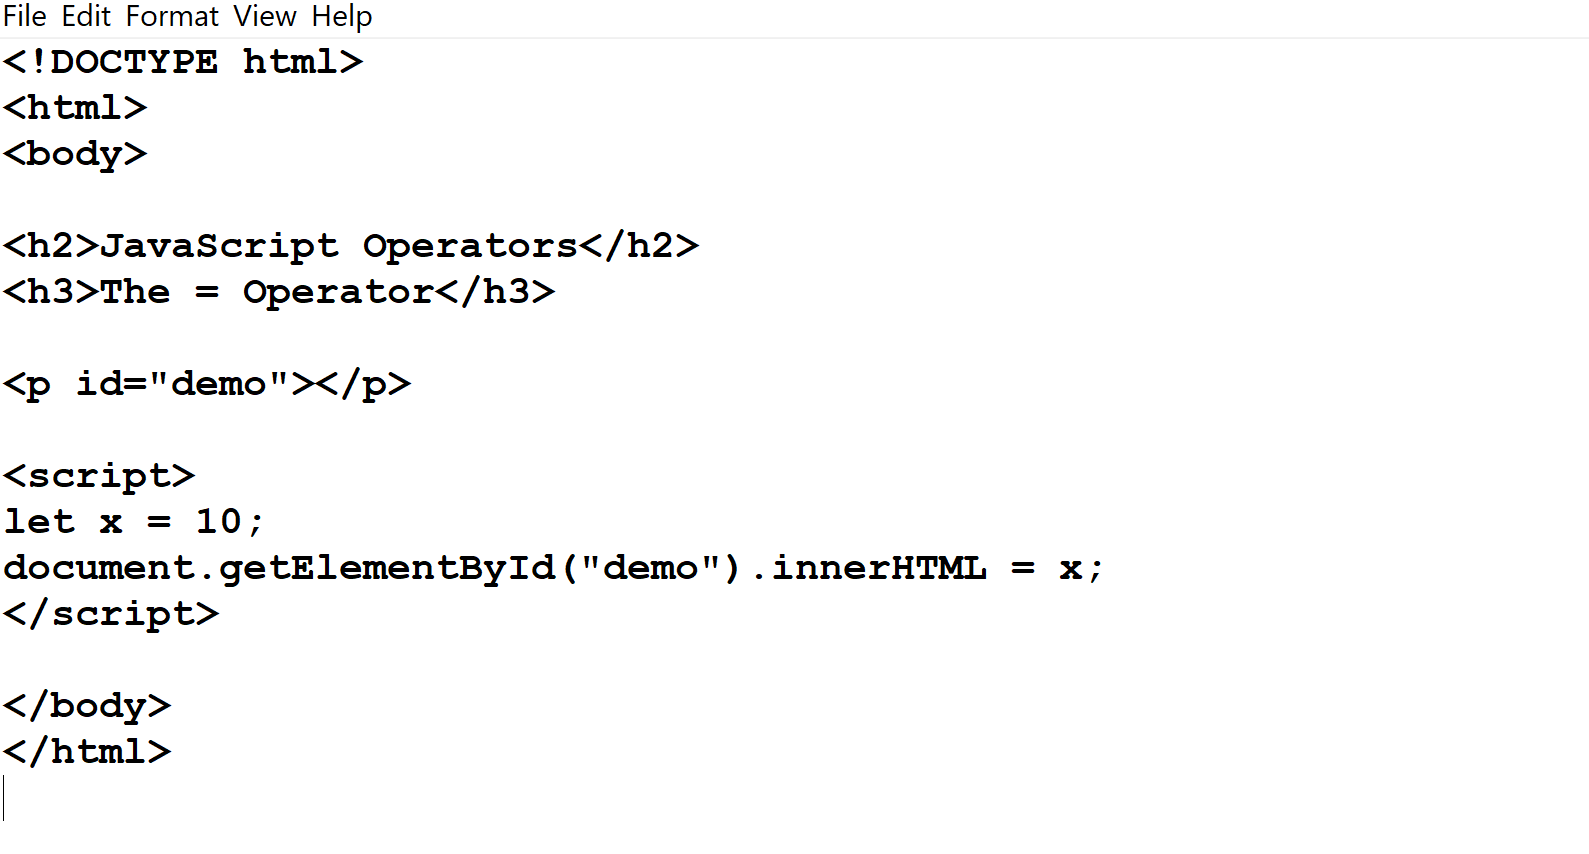 File Edit Format View Help
<!DOCTYPE html>
<html>
<body>
<h2>JavaScript Operators</h2>
<h3>The = Operator</h3>
<p id="demo"></p>
<script>
let x = 10;
document.getElementById("demo").innerHTML = x;
</script>
</body>
</html>